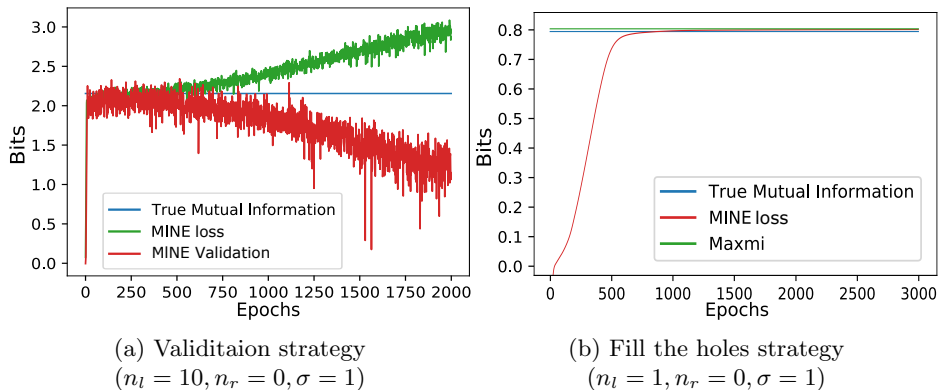 3.0
2.5
2.0
1.5
1.0
0.5
0.0
Bits
True Mutual Information
MINE loss
MINE Validation
0 250 500 750 1000 1250 1500 1750 2000
Epochs
(a) Validitaion strategy
(n_l = 10, n_r = 0, σ = 1)
0.8
0.7
0.6
0.5
0.4
0.3
0.2
0.1
0.0
Bits
True Mutual Information
MINE loss
Maxmi
0 500 1000 1500 2000 2500 3000
Epochs
(b) Fill the holes strategy
(n_l = 1, n_r = 0, σ = 1)